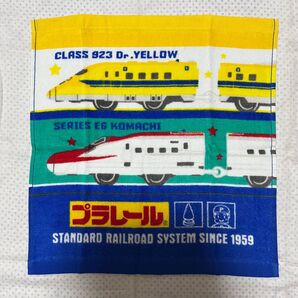 CLASS 923 Dr.YELLOW
SERIES E6 KOMACHI
プラレール
STANDARD RAILROAD SYSTEM SINCE 1959